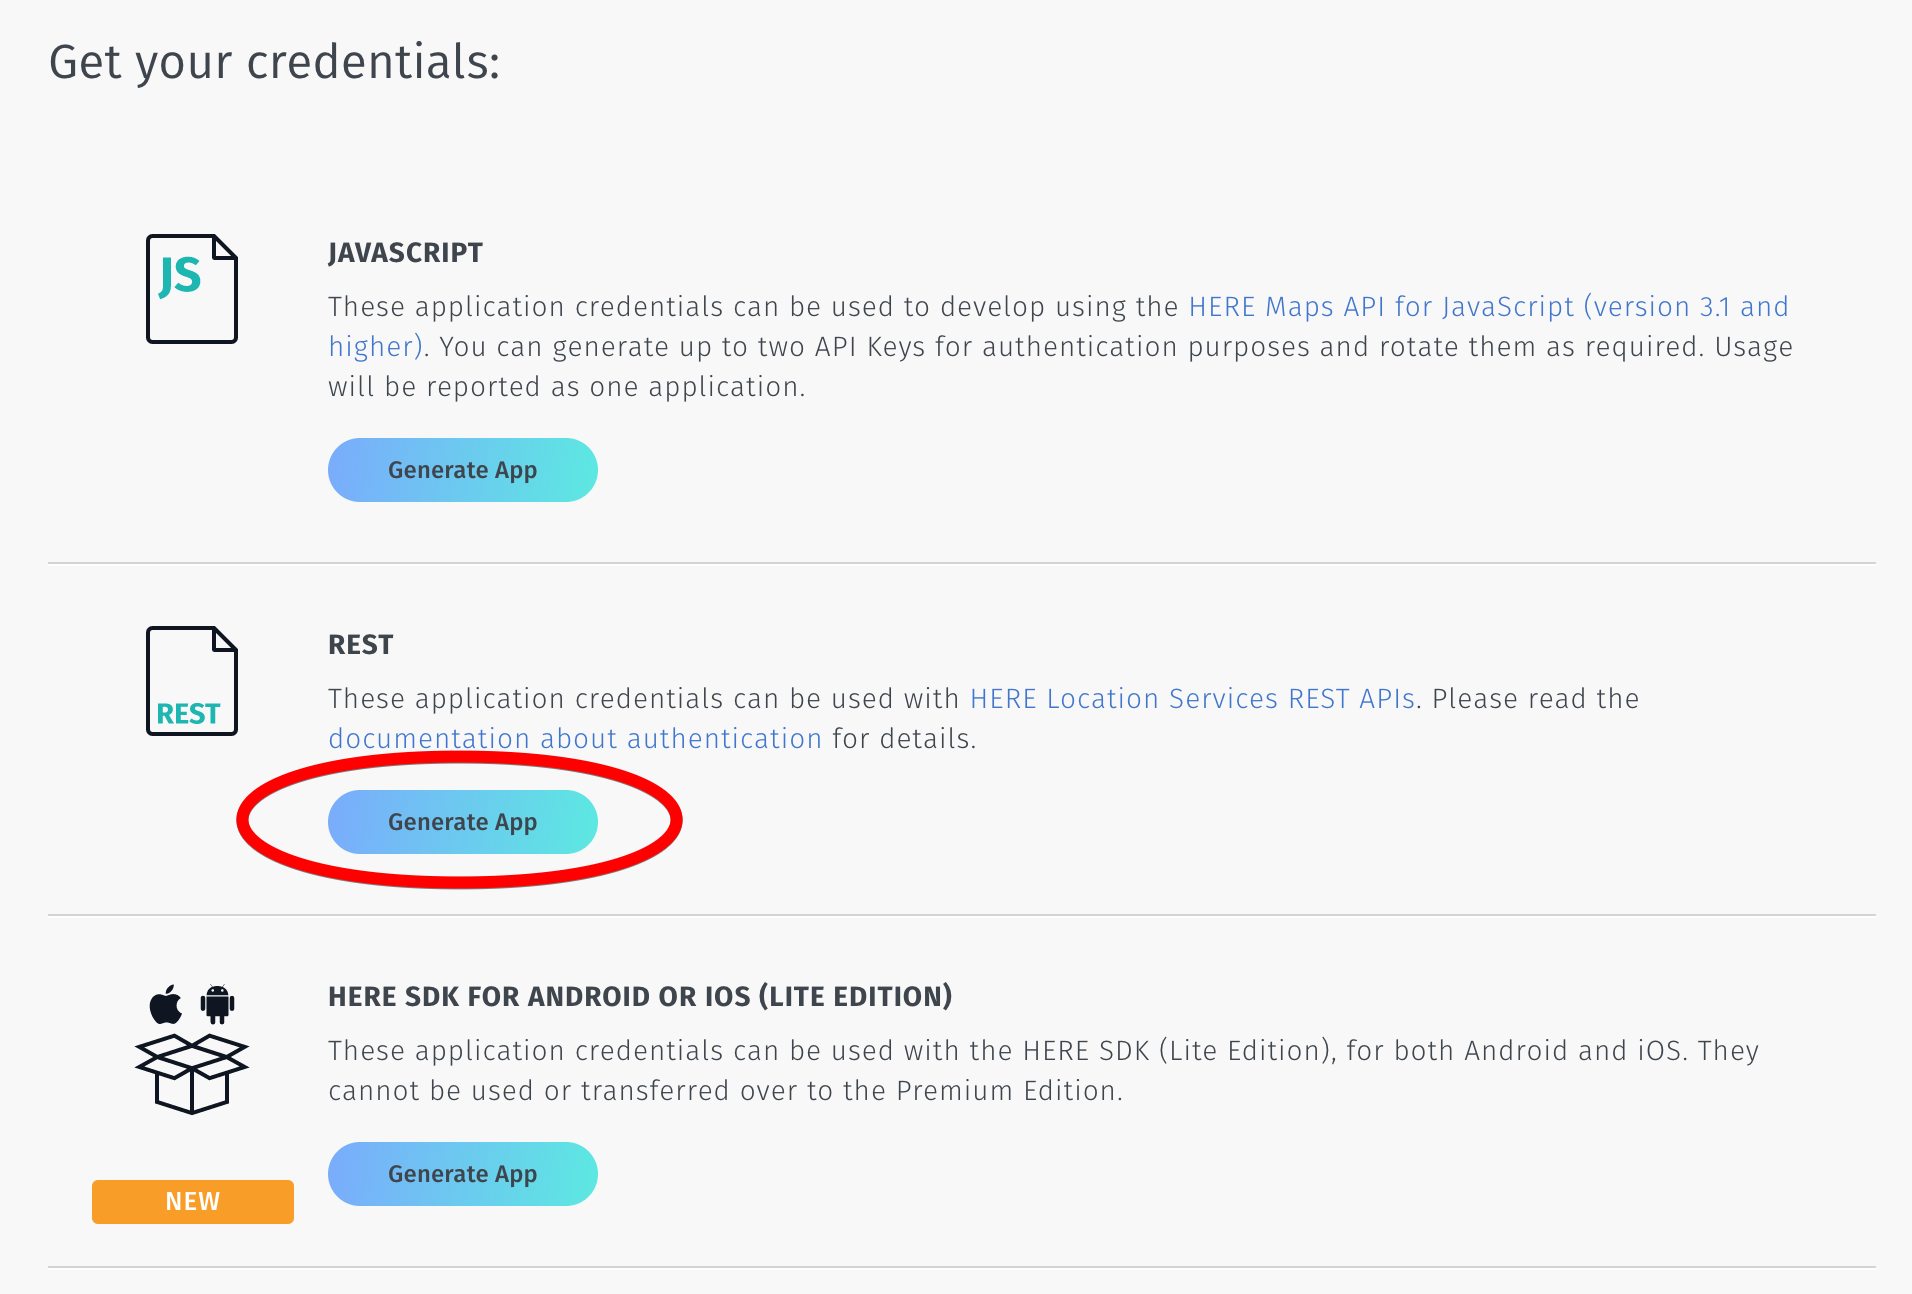 Get your credentials:
JS
JAVASCRIPT
These application credentials can be used to develop using the HERE Maps API for JavaScript (version 3.1 and
higher). You can generate up to two API Keys for authentication purposes and rotate them as required. Usage
will be reported as one application.
Generate App
REST
REST
These application credentials can be used with HERE Location Services REST APIs. Please read the
documentation about authentication for details.
Generate App
HERE SDK FOR ANDROID OR IOS (LITE EDITION)
These application credentials can be used with the HERE SDK (Lite Edition), for both Android and iOS. They
cannot be used or transferred over to the Premium Edition.
Generate App
NEW